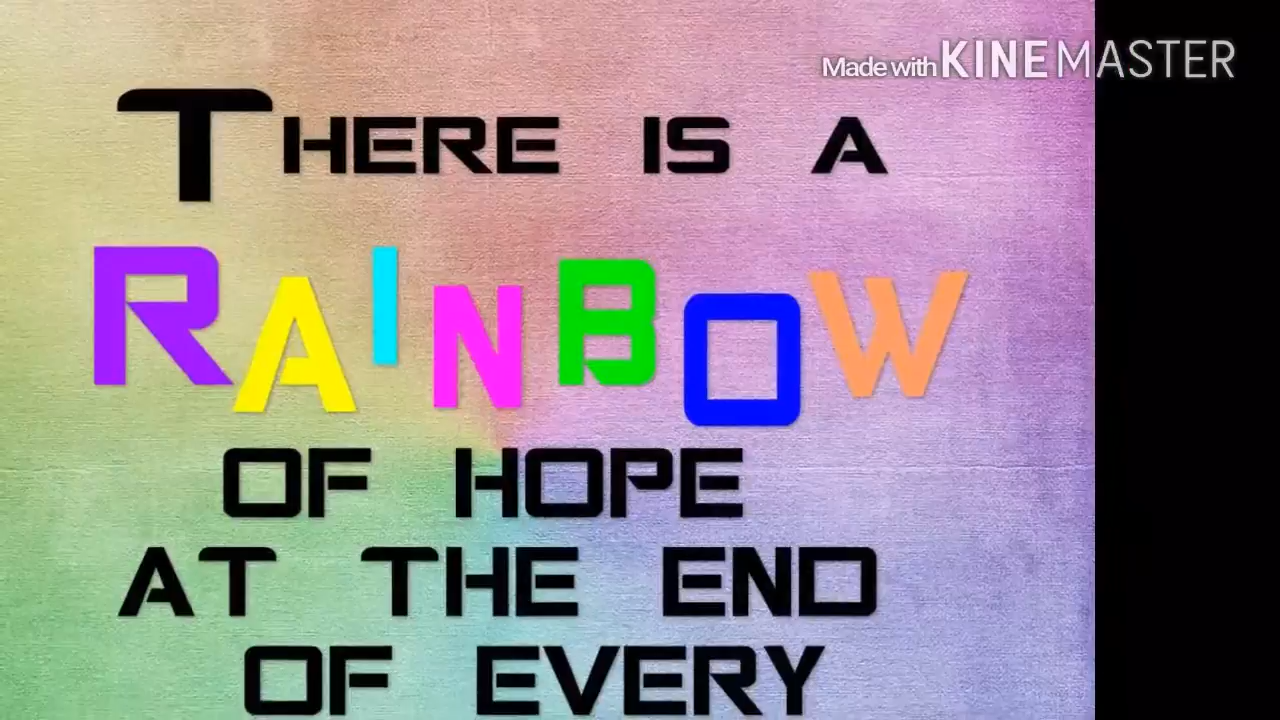 Made with KINEMASTER
THERE IS A
RAINBOW
OF HOPE
AT THE END
OF EVERY